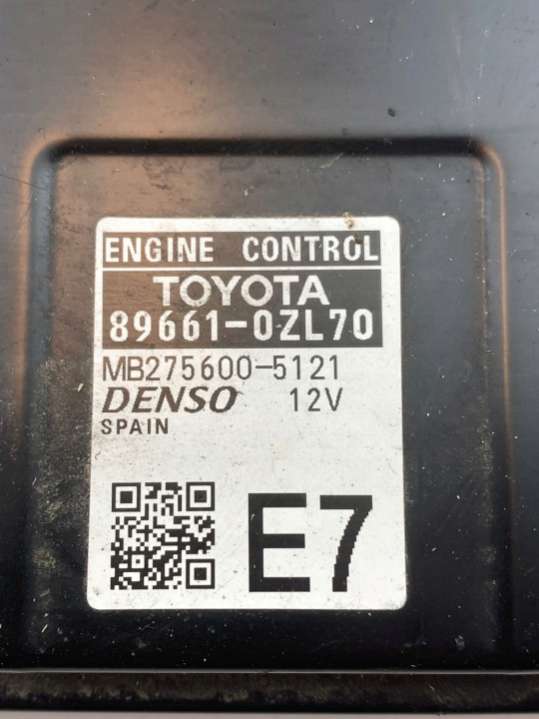 ENGINE CONTROL
TOYOTA
89661-0ZL70
MB275600-5121
DENSO 12V
SPAIN
E7